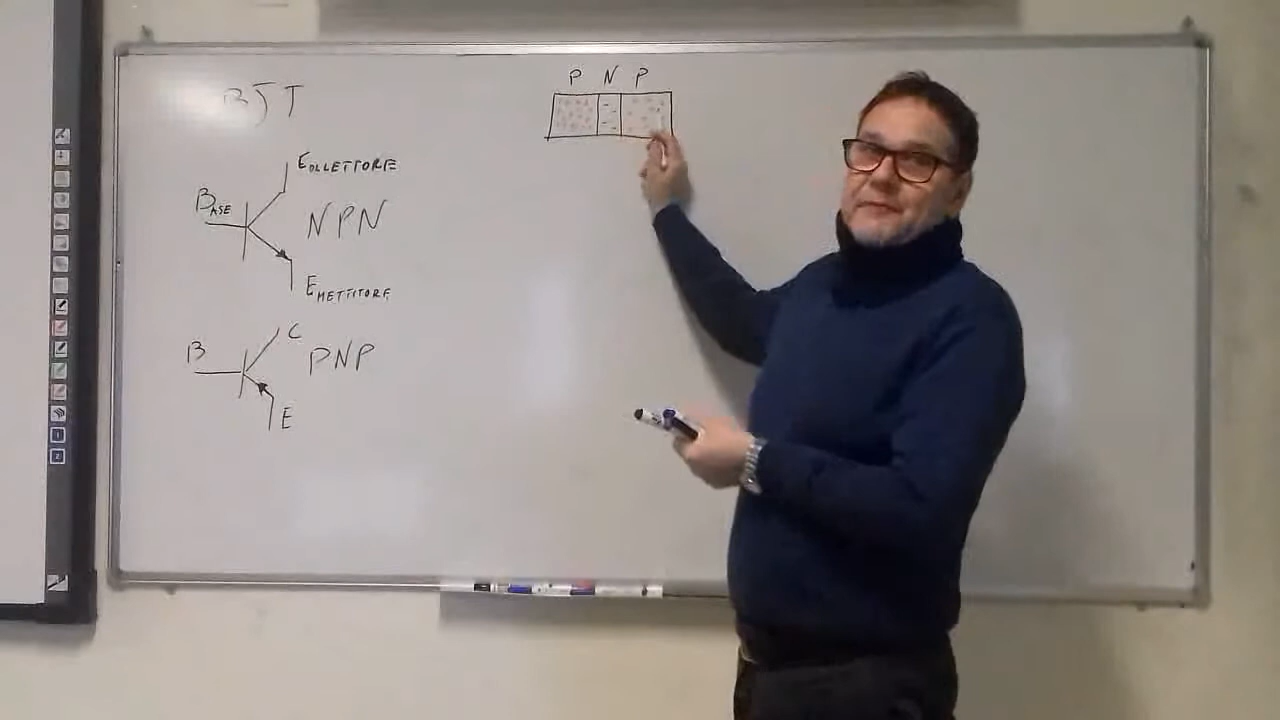 BJT
P N P
COLLETTORE
BASE
NPN
EMETTITORE
C
B
PNP
E